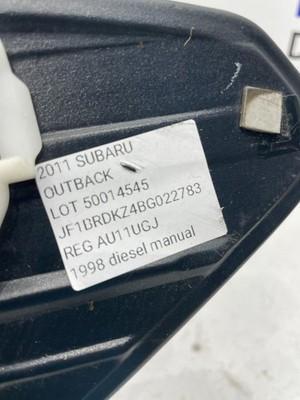 2011 SUBARU
OUTBACK
LOT 50014545
JF1BRDKZ4BG022783
REG AU11UGJ
1998 diesel manual